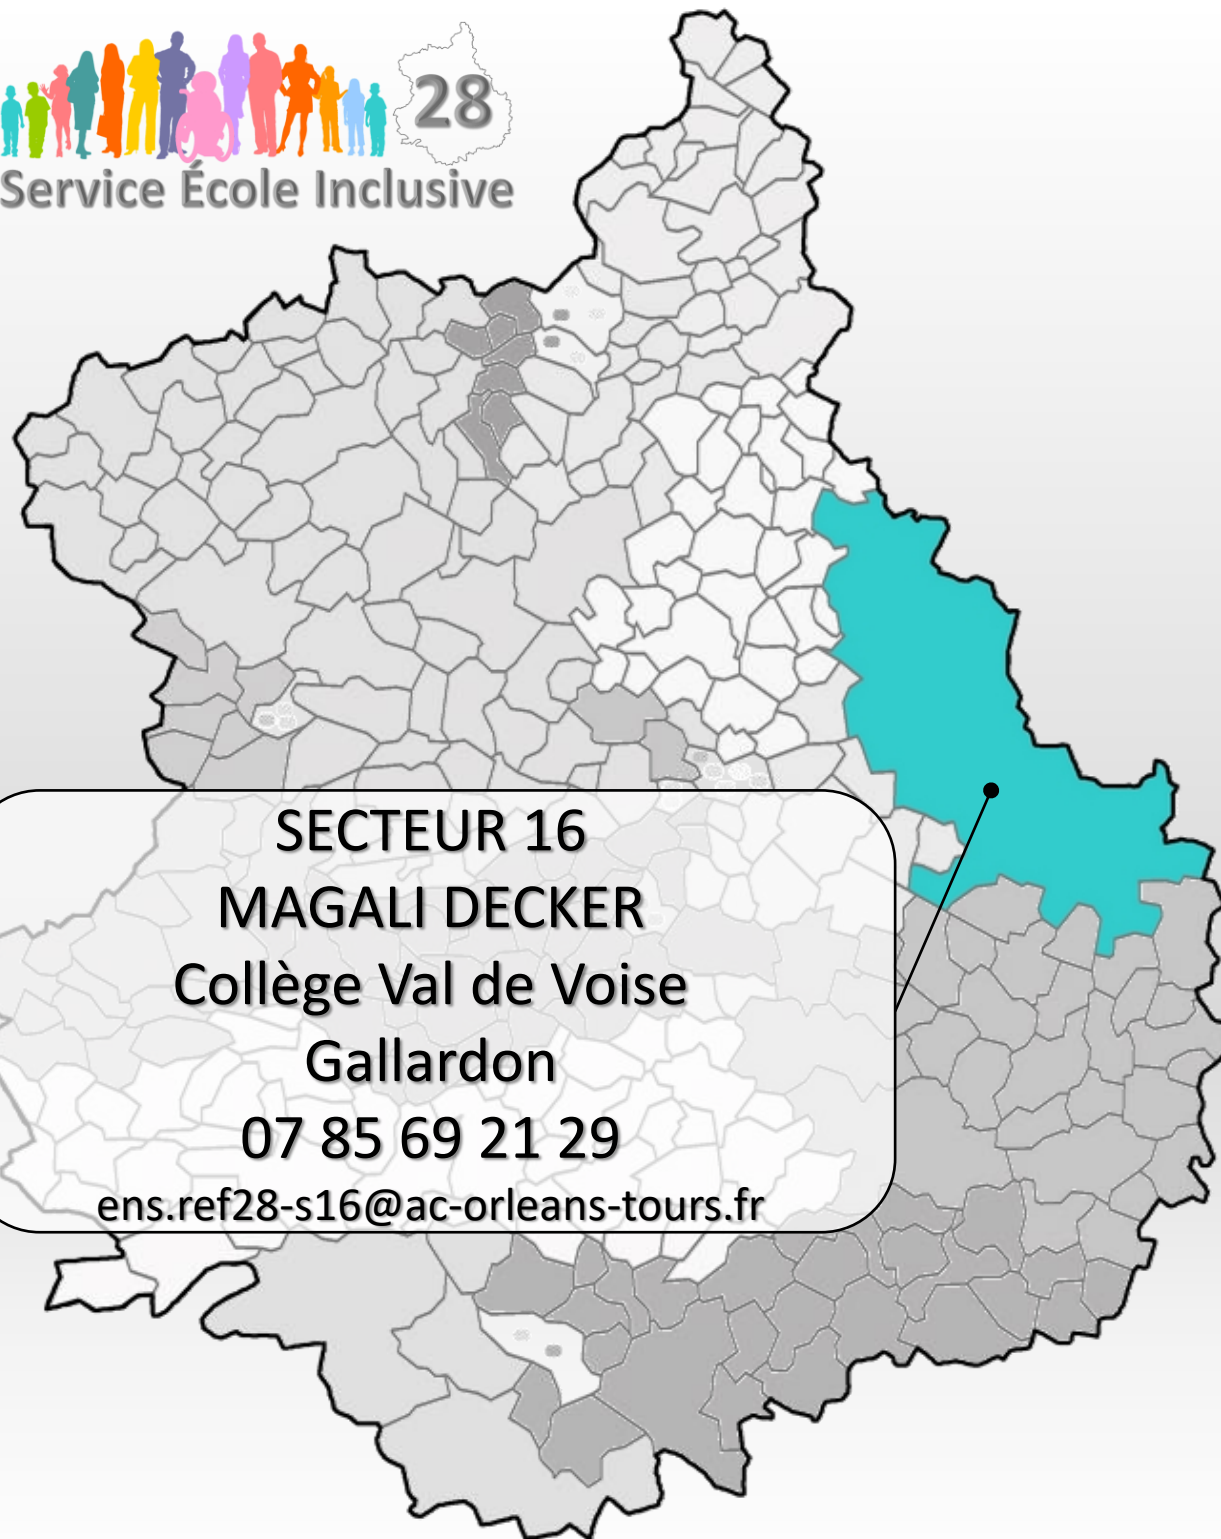 28
Service École Inclusive
SECTEUR 16
MAGALI DECKER
Collège Val de Voise
Gallardon
07 85 69 21 29
ens.ref28-s16@ac-orleans-tours.fr